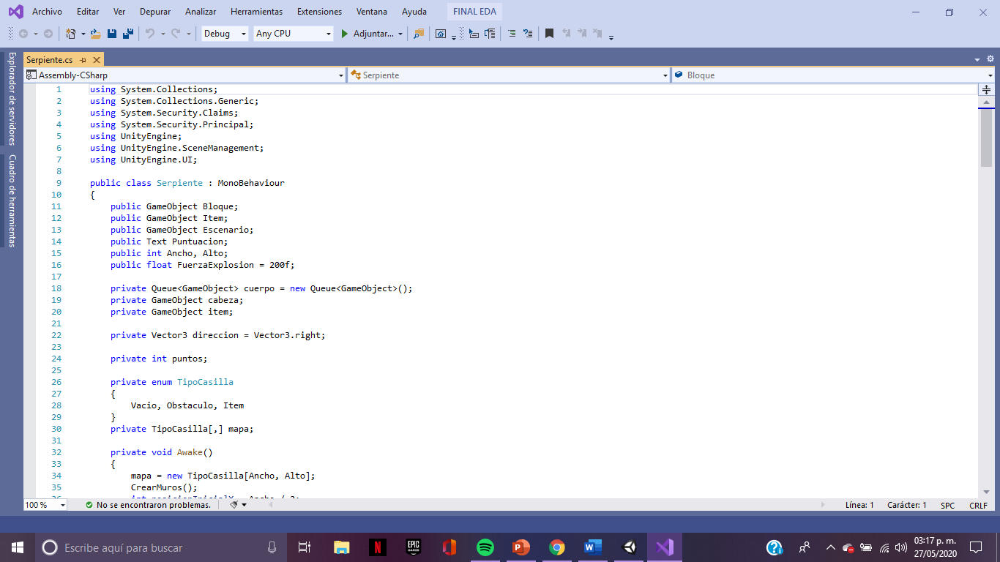 Archivo Editar Ver Depurar Analizar Herramientas Extensiones Ventana Ayuda FINAL EDA
Debug Any CPU Adjuntar...
Explorador de servidores
Cuadro de herramientas
Serpiente.cs
Assembly-CSharp Serpiente Bloque
1 using System.Collections;
2 using System.Collections.Generic;
3 using System.Security.Claims;
4 using System.Security.Principal;
5 using UnityEngine;
6 using UnityEngine.SceneManagement;
7 using UnityEngine.UI;
8
9 public class Serpiente : MonoBehaviour
10 {
11 public GameObject Bloque;
12 public GameObject Item;
13 public GameObject Escenario;
14 public Text Puntuacion;
15 public int Ancho, Alto;
16 public float FuerzaExplosion = 200f;
17
18 private Queue<GameObject> cuerpo = new Queue<GameObject>();
19 private GameObject cabeza;
20 private GameObject item;
21
22 private Vector3 direccion = Vector3.right;
23
24 private int puntos;
25
26 private enum TipoCasilla
27 {
28 Vacio, Obstaculo, Item
29 }
30 private TipoCasilla[,] mapa;
31
32 private void Awake()
33 {
34 mapa = new TipoCasilla[Ancho, Alto];
35 CrearMuros();
100 % No se encontraron problemas. Línea: 1 Carácter: 1 SPC CRLF
Escribe aquí para buscar
N
EPIC GAMES
P
W
03:17 p. m.
27/05/2020